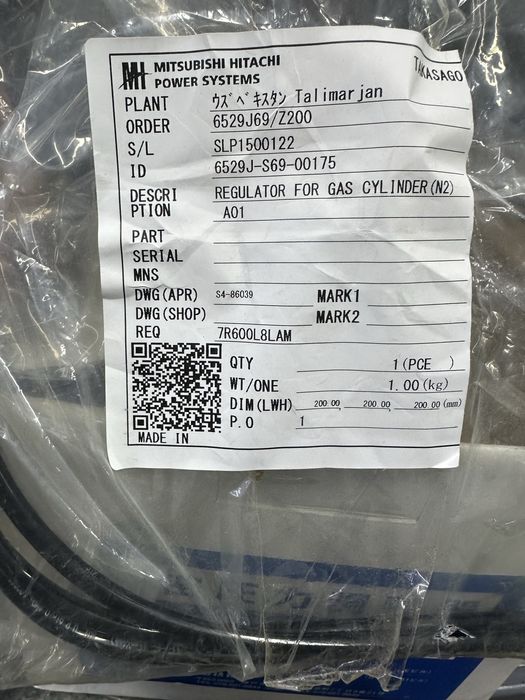 MITSUBISHI HITACHI
POWER SYSTEMS
TAKASAGO
PLANT ウズベキスタン Talimarjan
ORDER 6529J69/Z200
S/L SLP1500122
ID 6529J-S69-00175
DESCRI REGULATOR FOR GAS CYLINDER(N2)
PTION A01
PART
SERIAL
MNS
DWG(APR) S4-86039 MARK1
DWG(SHOP) MARK2
REQ 7R600L8LAM
QTY 1(PCE )
WT/ONE 1.00(kg)
DIM(LWH) 200.00, 200.00, 200.00(mm)
P.O 1
MADE IN